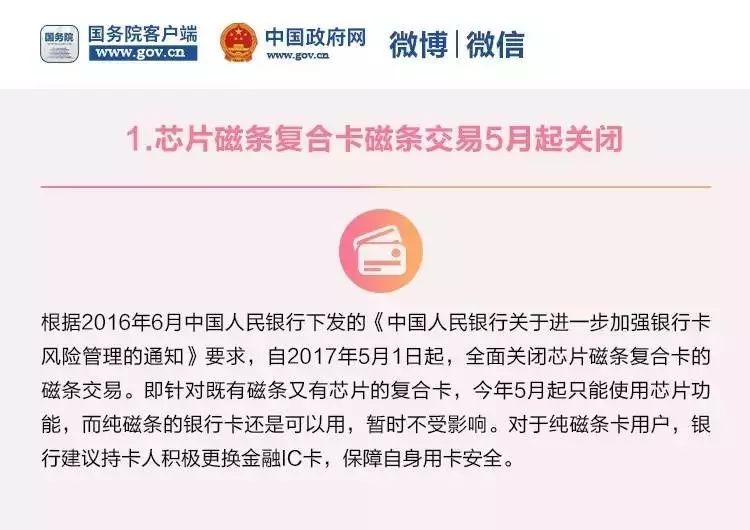 国务院
国务院客户端
www.gov.cn
中国政府网
www.gov.cn
微博|微信
1.芯片磁条复合卡磁条交易5月起关闭
根据2016年6月中国人民银行下发的《中国人民银行关于进一步加强银行卡
风险管理的通知》要求，自2017年5月1日起，全面关闭芯片磁条复合卡的
磁条交易。即针对既有磁条又有芯片的复合卡，今年5月起只能使用芯片功
能，而纯磁条的银行卡还是可以用，暂时不受影响。对于纯磁条卡用户，银
行建议持卡人积极更换金融IC卡，保障自身用卡安全。